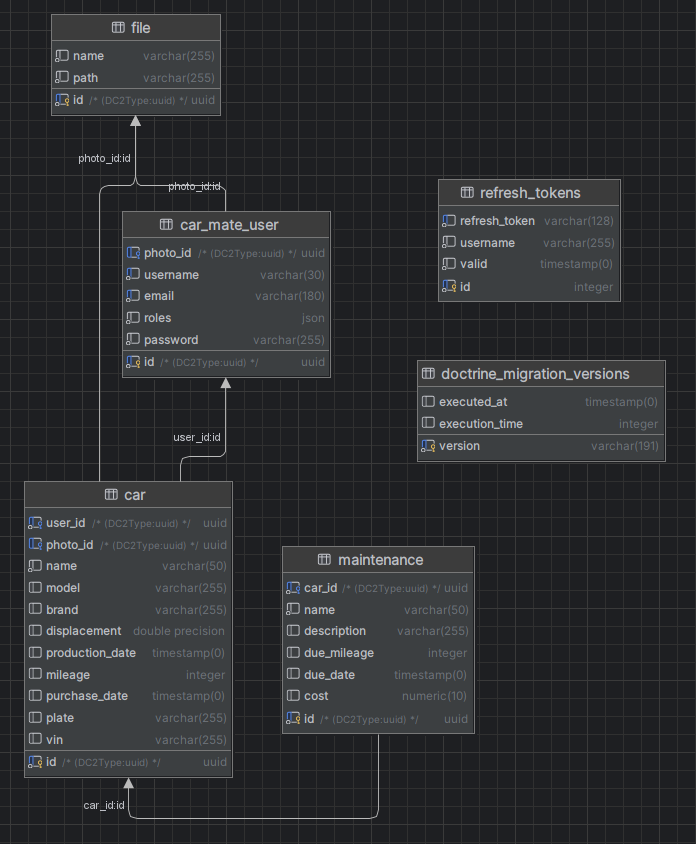 file
name varchar(255)
path varchar(255)
id /* (DC2Type:uuid) */ uuid
photo_id:id
photo_id:id
car_mate_user
photo_id /* (DC2Type:uuid) */ uuid
username varchar(30)
email varchar(180)
roles json
password varchar(255)
id /* (DC2Type:uuid) */ uuid
refresh_tokens
refresh_token varchar(128)
username varchar(255)
valid timestamp(0)
id integer
doctrine_migration_versions
executed_at timestamp(0)
execution_time integer
version varchar(191)
user_id:id
car
user_id /* (DC2Type:uuid) */ uuid
photo_id /* (DC2Type:uuid) */ uuid
name varchar(50)
model varchar(255)
brand varchar(255)
displacement double precision
production_date timestamp(0)
mileage integer
purchase_date timestamp(0)
plate varchar(255)
vin varchar(255)
id /* (DC2Type:uuid) */ uuid
maintenance
car_id /* (DC2Type:uuid) */ uuid
name varchar(50)
description varchar(255)
due_mileage integer
due_date timestamp(0)
cost numeric(10)
id /* (DC2Type:uuid) */ uuid
car_id:id